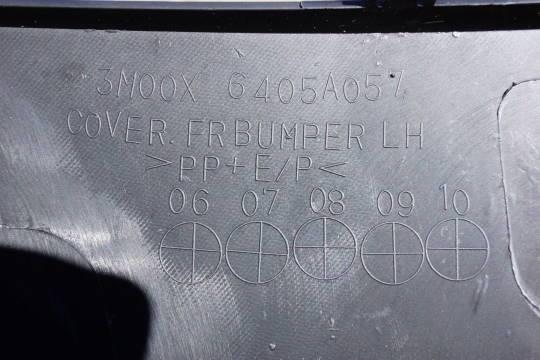 3M00X 6405A057
COVER. FRBUMPER LH
>PP+E/P<
06 07 08 09 10